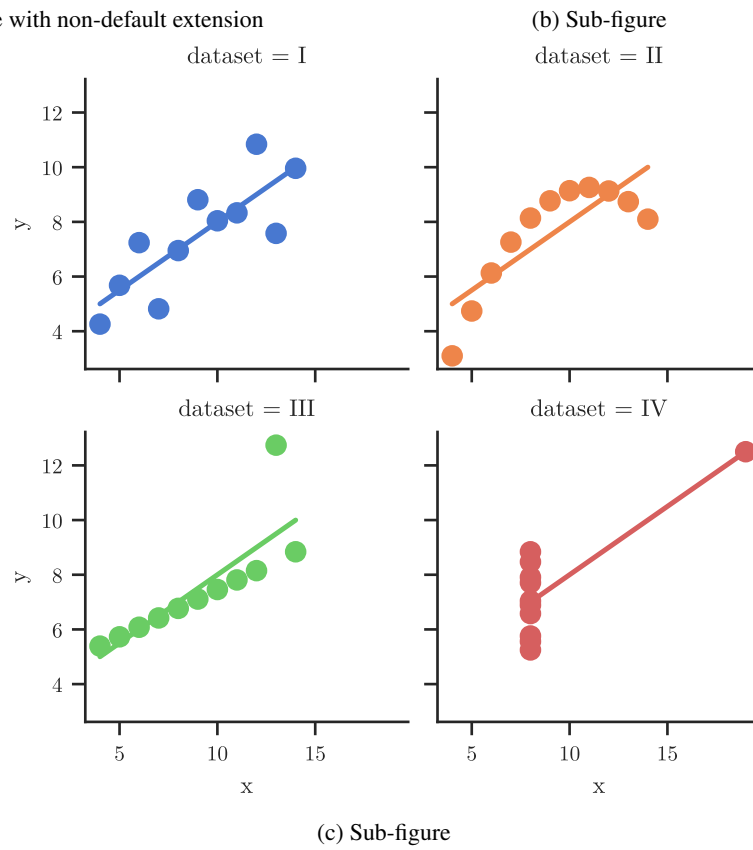 with non-default extension
(b) Sub-figure
dataset = I
dataset = II
12
10
8
6
4
y
dataset = III
dataset = IV
12
10
8
6
4
y
5
10
15
5
10
15
x
x
(c) Sub-figure